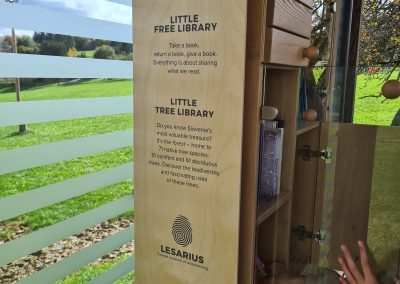 LITTLE
FREE LIBRARY
Take a book,
return a book, give a book.
Everything is about sharing
what we read.
LITTLE
TREE LIBRARY
Do you know Slovenia's
most valuable treasure?
It's the forest – home to
71 native tree species:
10 conifers and 61 deciduous
trees. Discover the biodiversity
and fascinating uses
of these trees.
LESARIUS